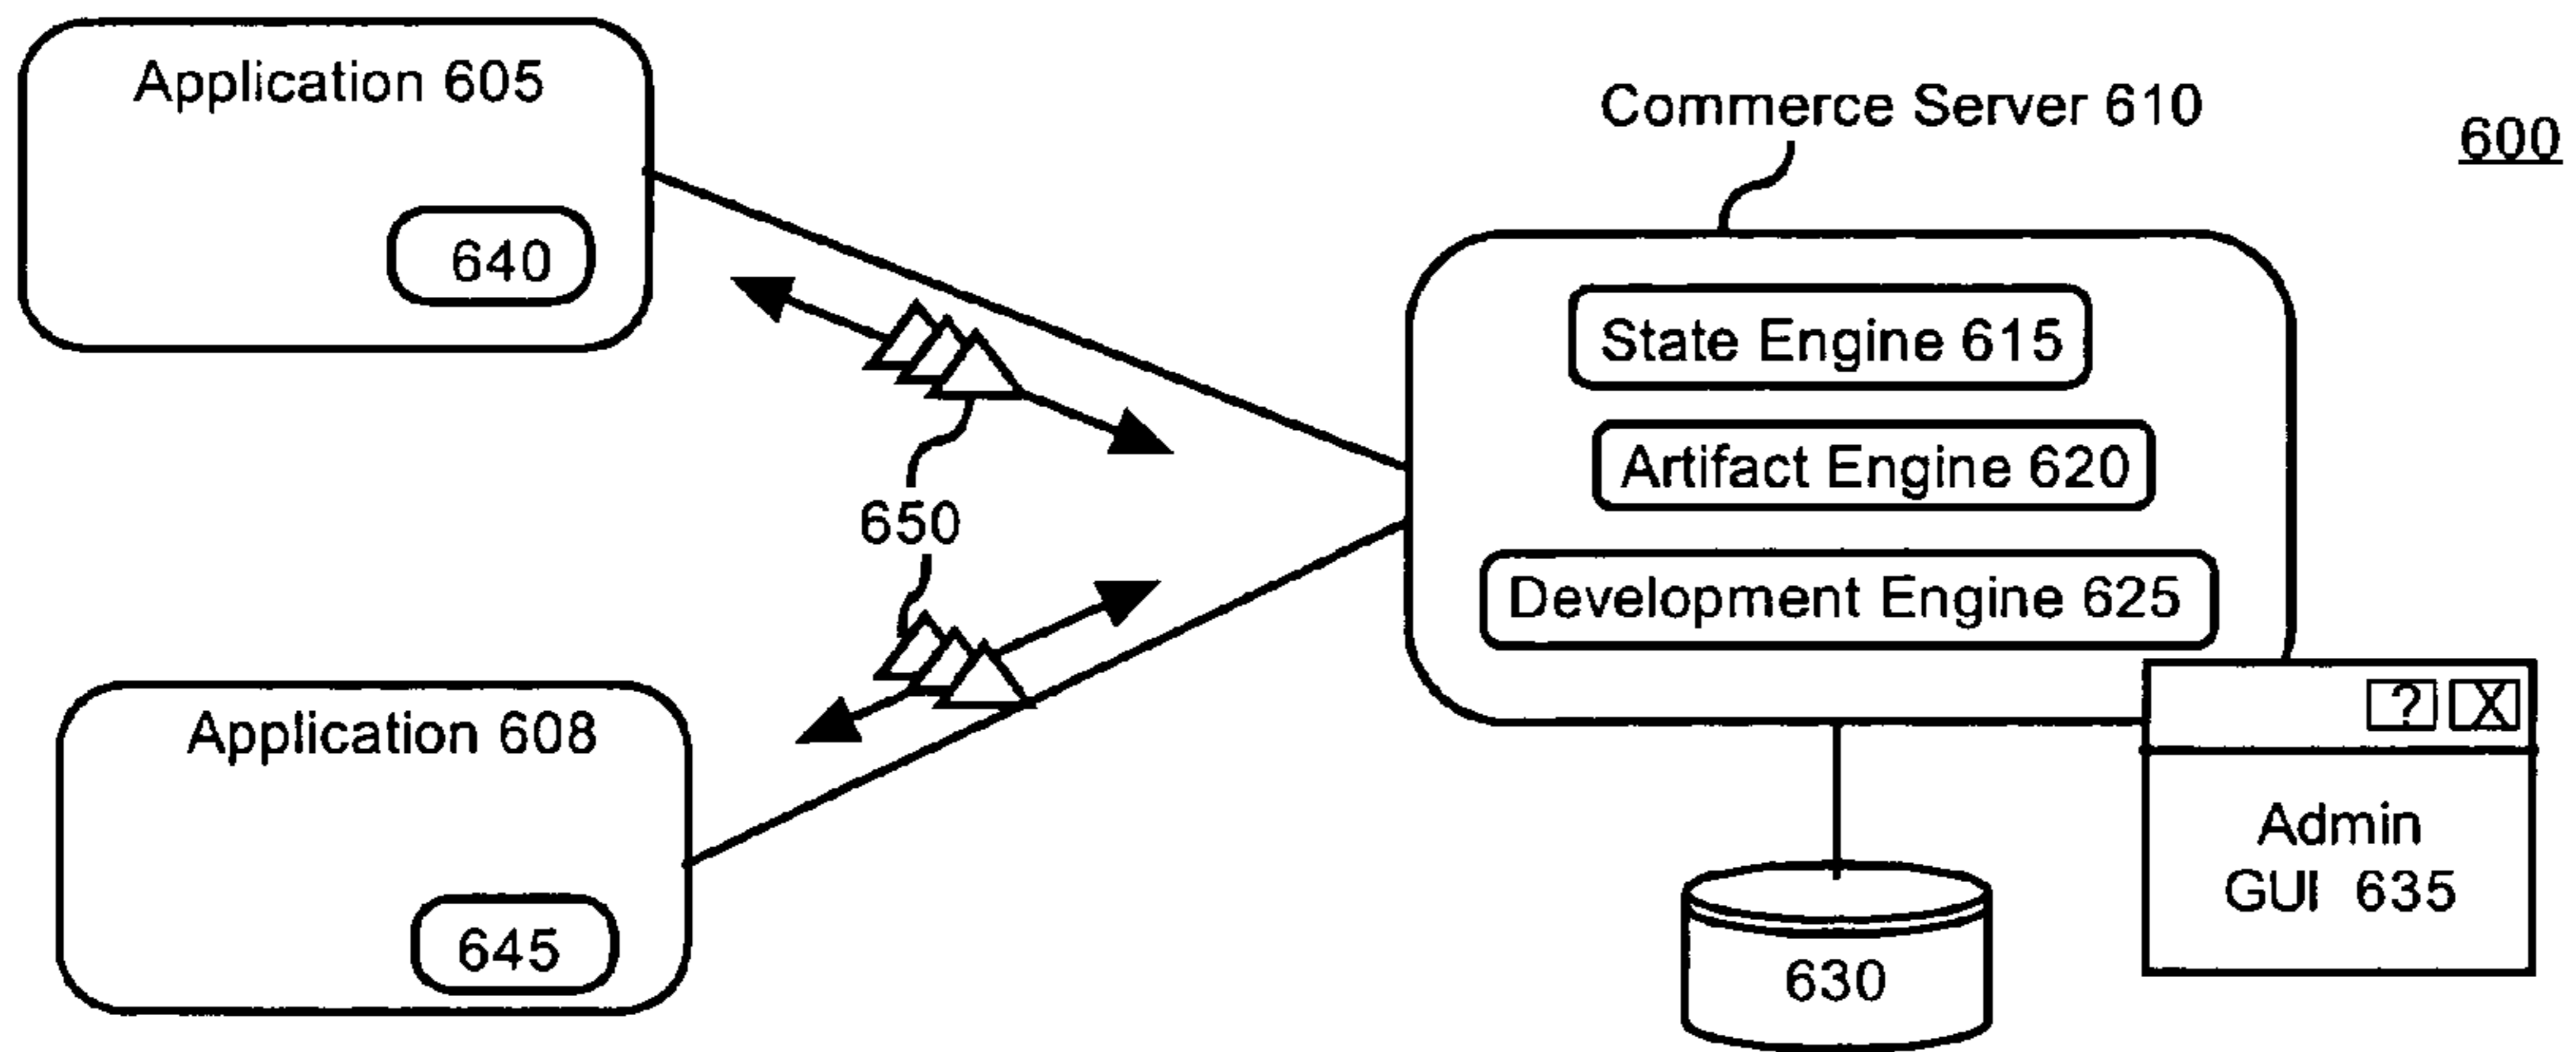 Application 605
640
Commerce Server 610
600
State Engine 615
Artifact Engine 620
650
Development Engine 625
Application 608
645
? X
Admin
GUI 635
630